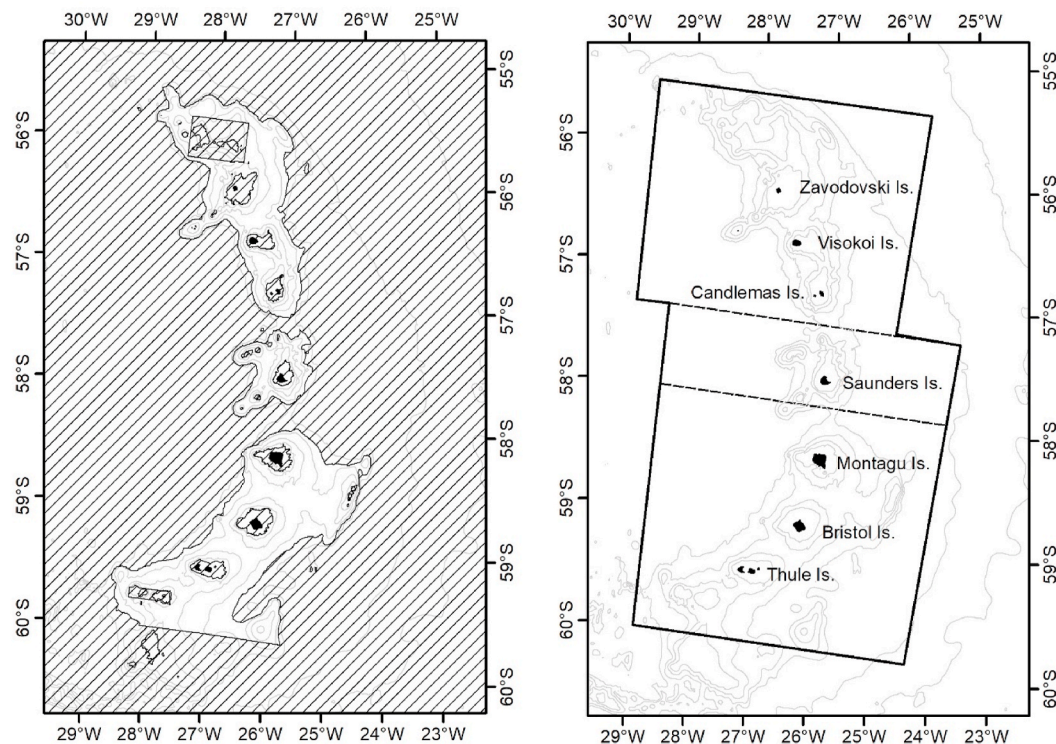 30°W 29°W 28°W 27°W 26°W 25°W
30°W 29°W 28°W 27°W 26°W 25°W
55°S
56°S
56°S
57°S
57°S
58°S
58°S
59°S
59°S
60°S
60°S
29°W 28°W 27°W 26°W 25°W 24°W 23°W
55°S
56°S
56°S
57°S
57°S
58°S
58°S
59°S
59°S
60°S
60°S
Zavodovski Is.
Visokoi Is.
Candlemas Is.
Saunders Is.
Montagu Is.
Bristol Is.
Thule Is.
29°W 28°W 27°W 26°W 25°W 24°W 23°W